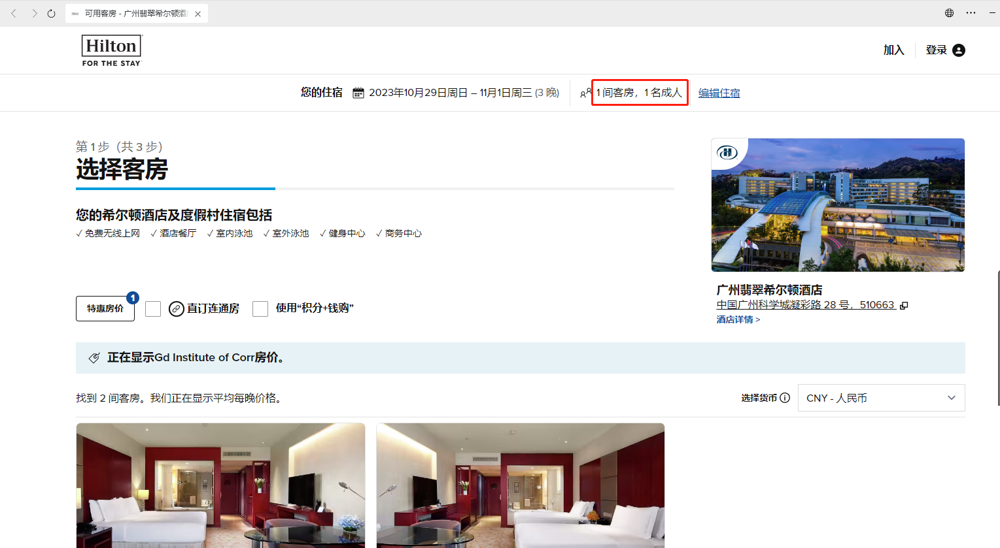 可用客房 - 广州翡翠希尔顿酒店
Hilton
FOR THE STAY
加入
登录
您的住宿
2023年10月29日周日 – 11月1日周三 (3 晚)
1 间客房，1 名成人
编辑住宿
第 1 步（共 3 步）
选择客房
您的希尔顿酒店及度假村住宿包括
✓ 免费无线上网 ✓ 酒店餐厅 ✓ 室内泳池 ✓ 室外泳池 ✓ 健身中心 ✓ 商务中心
广州翡翠希尔顿酒店
中国广州科学城凝彩路 28 号，510663
酒店详情 >
特惠房价
1
直订连通房
使用“积分+钱购”
正在显示Gd Institute of Corr房价。
找到 2 间客房。我们正在显示平均每晚价格。
选择货币
CNY - 人民币